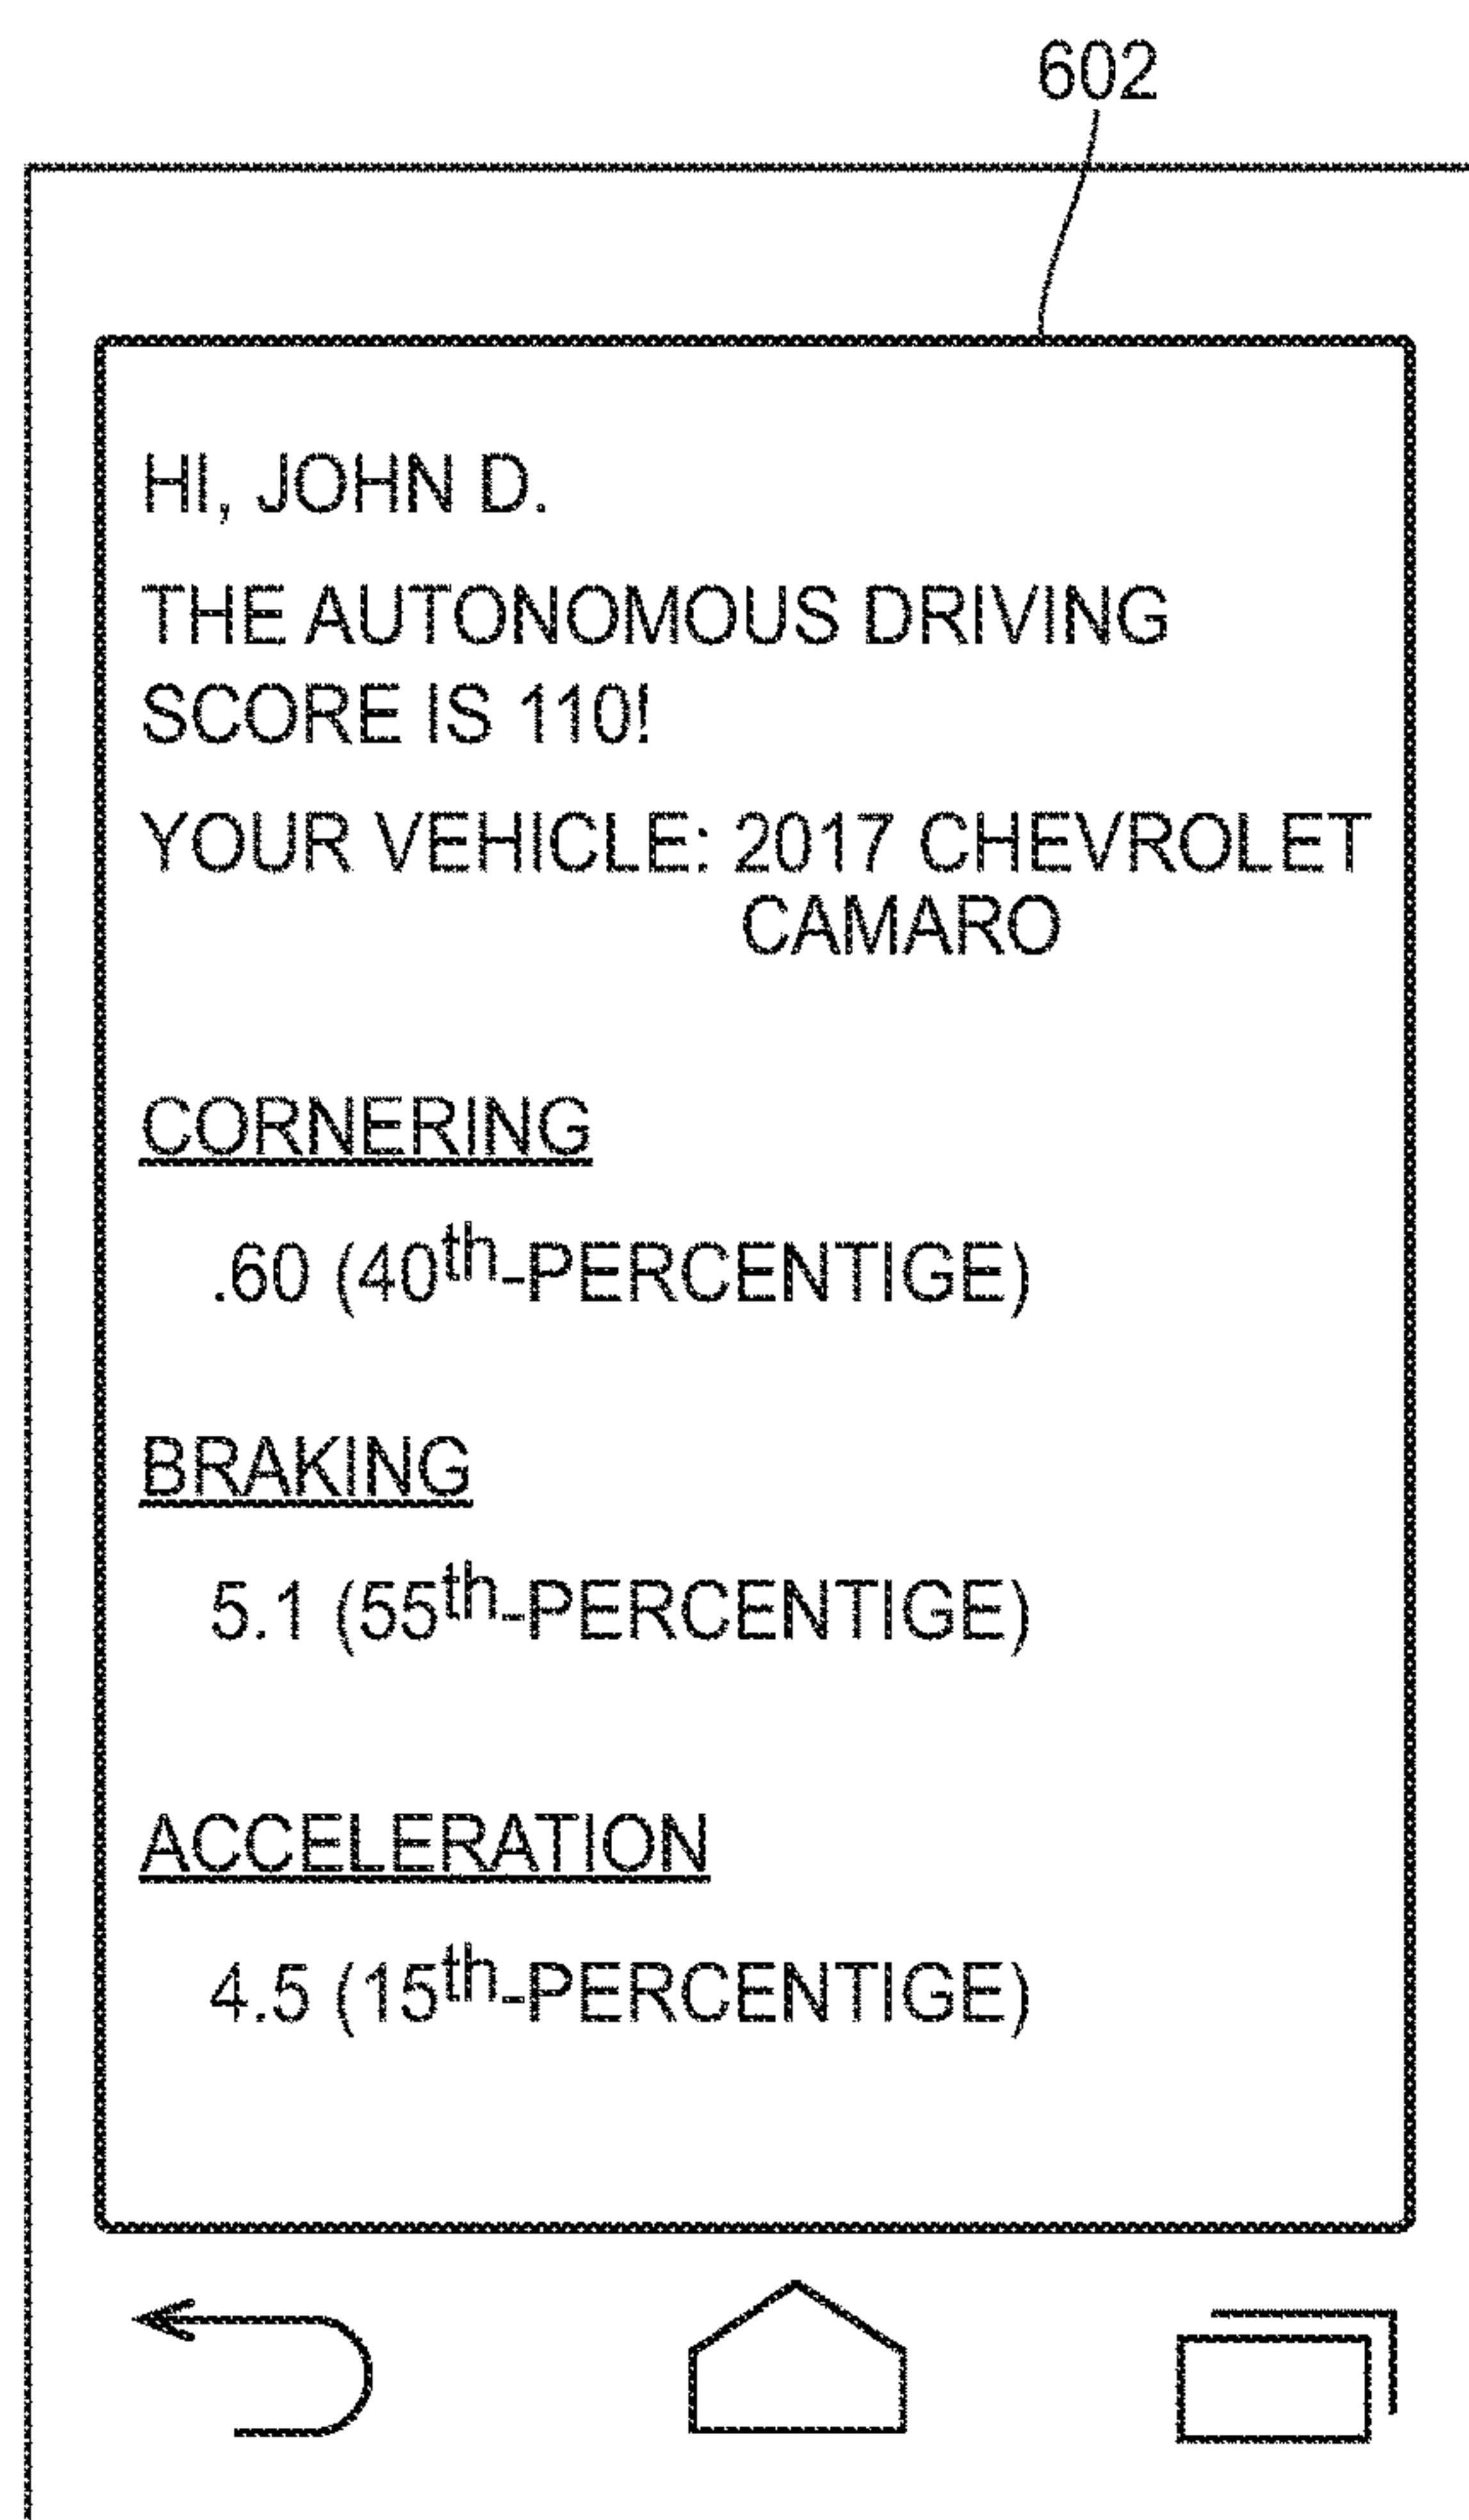 602
HI, JOHN D.
THE AUTONOMOUS DRIVING
SCORE IS 110!
YOUR VEHICLE: 2017 CHEVROLET
CAMARO
CORNERING
.60 (40th-PERCENTIGE)
BRAKING
5.1 (55th-PERCENTIGE)
ACCELERATION
4.5 (15th-PERCENTIGE)